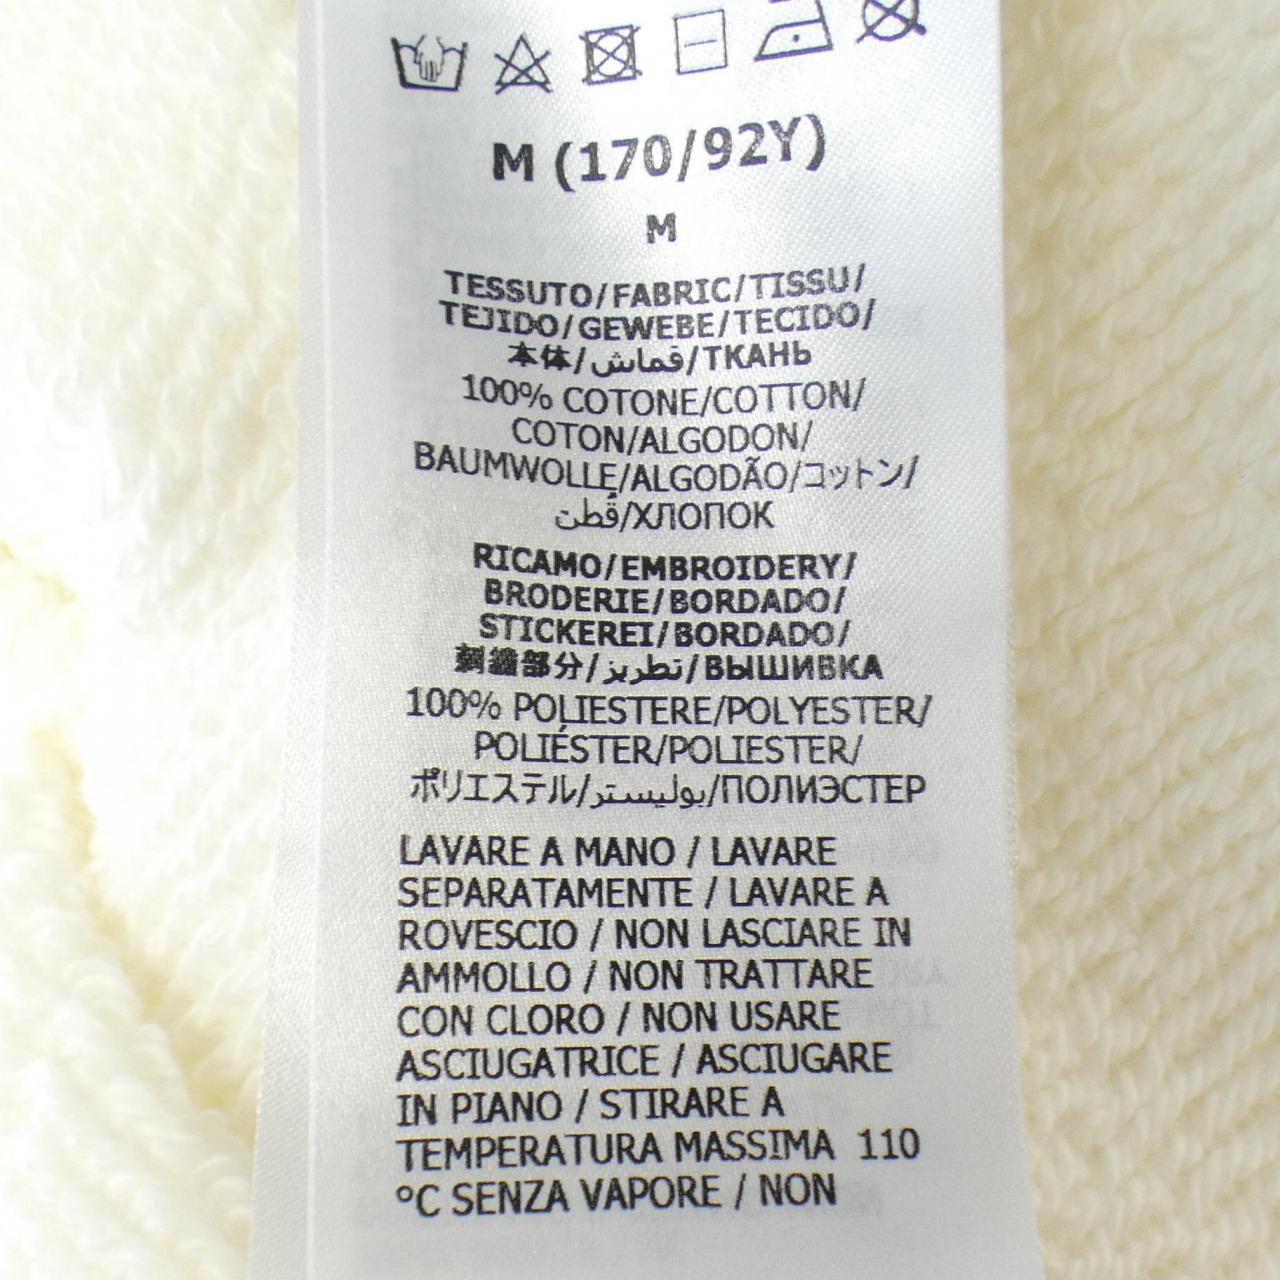 M (170/92Y)
M
TESSUTO/FABRIC/TISSU/
TEJIDO/GEWEBE/TECIDO/
本体/قماش/ТКАНЬ
100% COTONE/COTTON/
COTON/ALGODON/
BAUMWOLLE/ALGODÃO/コットン/
قُطن/ХЛОПОК
RICAMO/EMBROIDERY/
BRODERIE/BORDADO/
STICKEREI/BORDADO/
刺繍部分/تطريز/ВЫШИВКА
100% POLIESTERE/POLYESTER/
POLIÉSTER/POLIESTER/
ポリエステル/بوليستر/ПОЛИЭСТЕР
LAVARE A MANO / LAVARE
SEPARATAMENTE / LAVARE A
ROVESCIO / NON LASCIARE IN
AMMOLLO / NON TRATTARE
CON CLORO / NON USARE
ASCIUGATRICE / ASCIUGARE
IN PIANO / STIRARE A
TEMPERATURA MASSIMA 110
°C SENZA VAPORE / NON